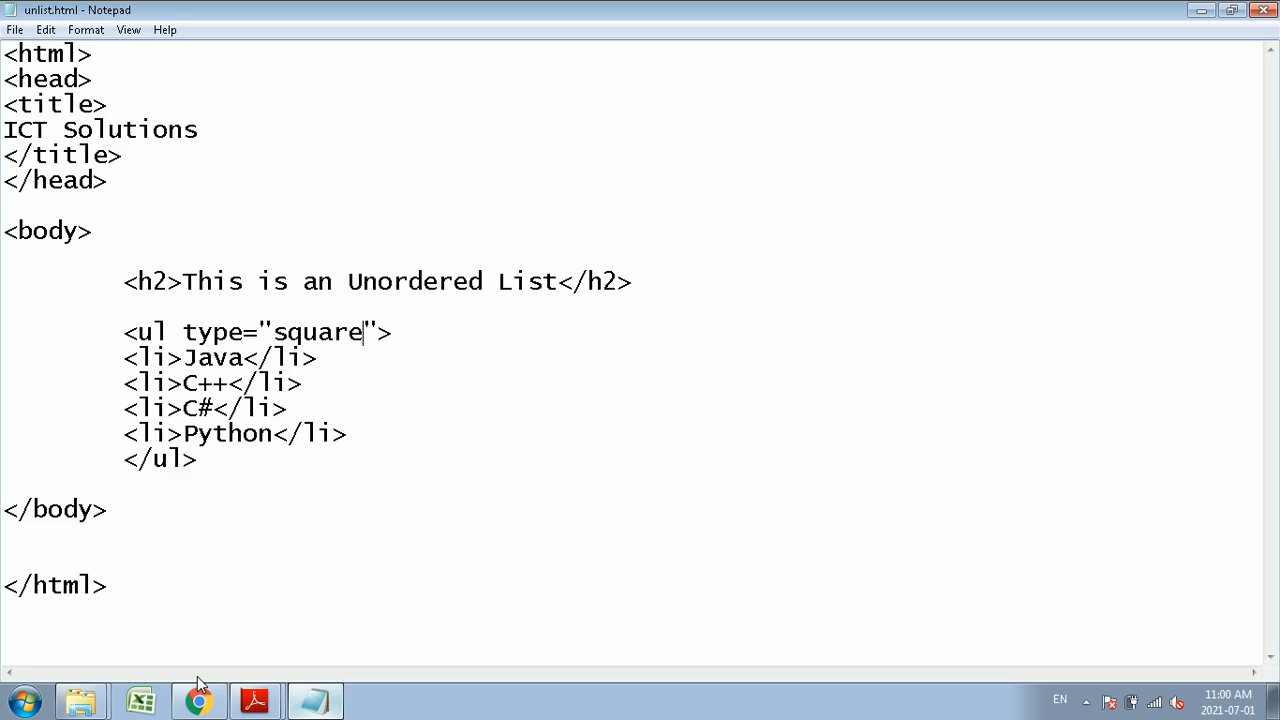 unlist.html - Notepad
File Edit Format View Help
<html>
<head>
<title>
ICT Solutions
</title>
</head>
<body>
<h2>This is an Unordered List</h2>
<ul type="square">
<li>Java</li>
<li>C++</li>
<li>C#</li>
<li>Python</li>
</ul>
</body>
</html>
EN
11:00 AM
2021-07-01